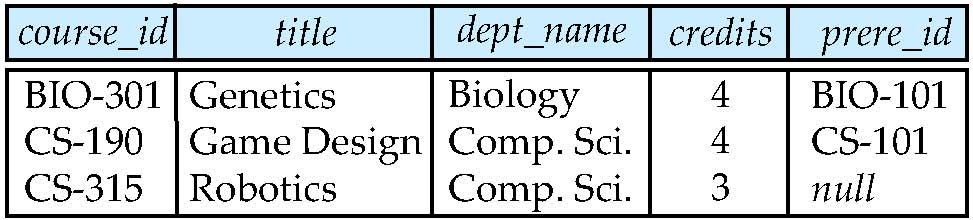 course_id title dept_name credits prere_id
BIO-301 Genetics Biology 4 BIO-101
CS-190 Game Design Comp. Sci. 4 CS-101
CS-315 Robotics Comp. Sci. 3 null